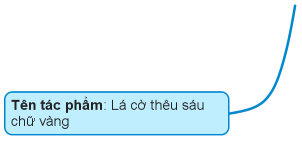 Tên tác phẩm: Lá cờ thêu sáu
chữ vàng